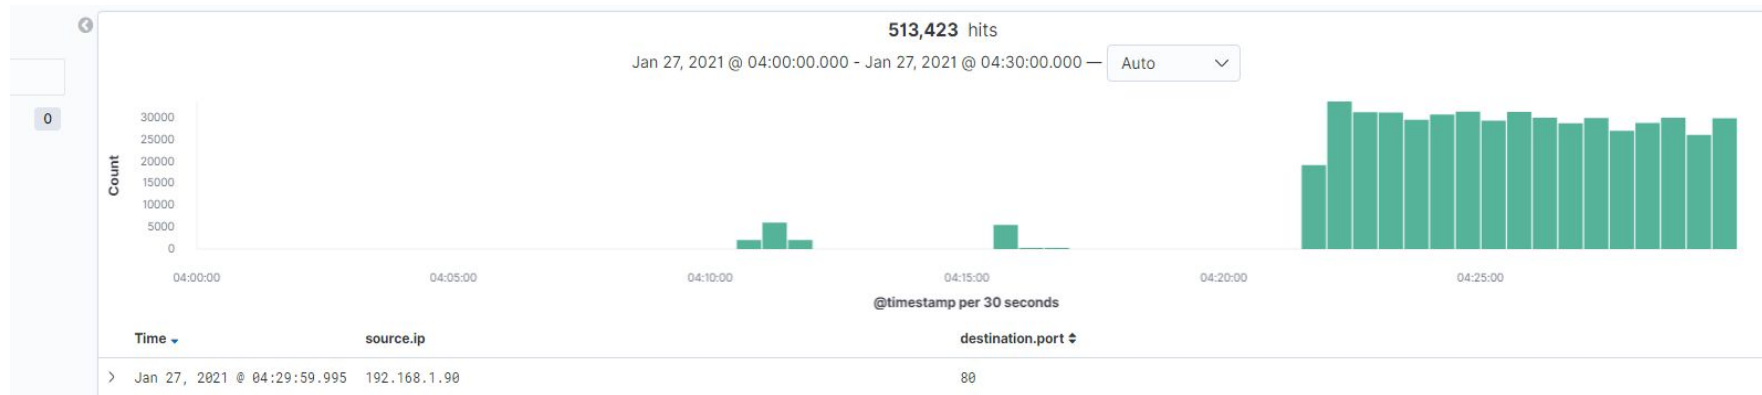 513,423 hits
Jan 27, 2021 @ 04:00:00.000 - Jan 27, 2021 @ 04:30:00.000 — Auto
0
Count
30000
25000
20000
15000
10000
5000
0
04:00:00 04:05:00 04:10:00 04:15:00 04:20:00 04:25:00
@timestamp per 30 seconds
Time source.ip destination.port
Jan 27, 2021 @ 04:29:59.995 192.168.1.90 80